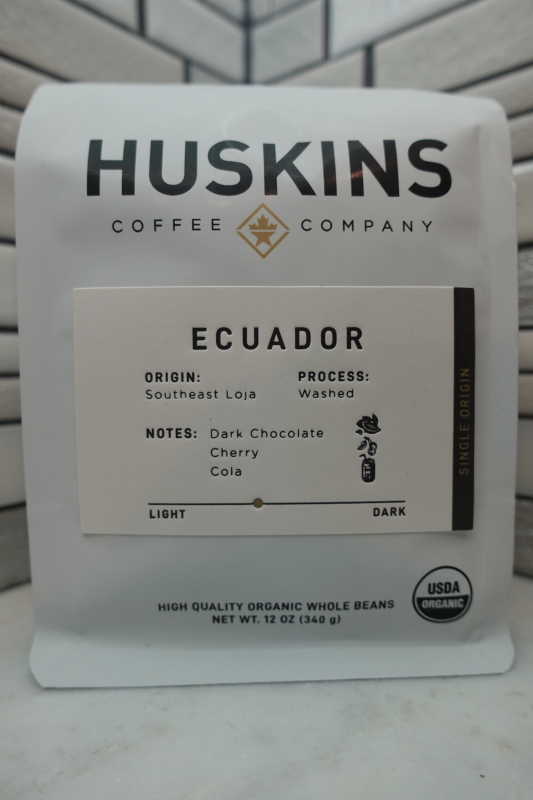 HUSKINS
COFFEE COMPANY
ECUADOR
ORIGIN:
Southeast Loja
PROCESS:
Washed
NOTES: Dark Chocolate
Cherry
Cola
LIGHT
DARK
SINGLE ORIGIN
HIGH QUALITY ORGANIC WHOLE BEANS
NET WT. 12 OZ (340 g)
USDA
ORGANIC